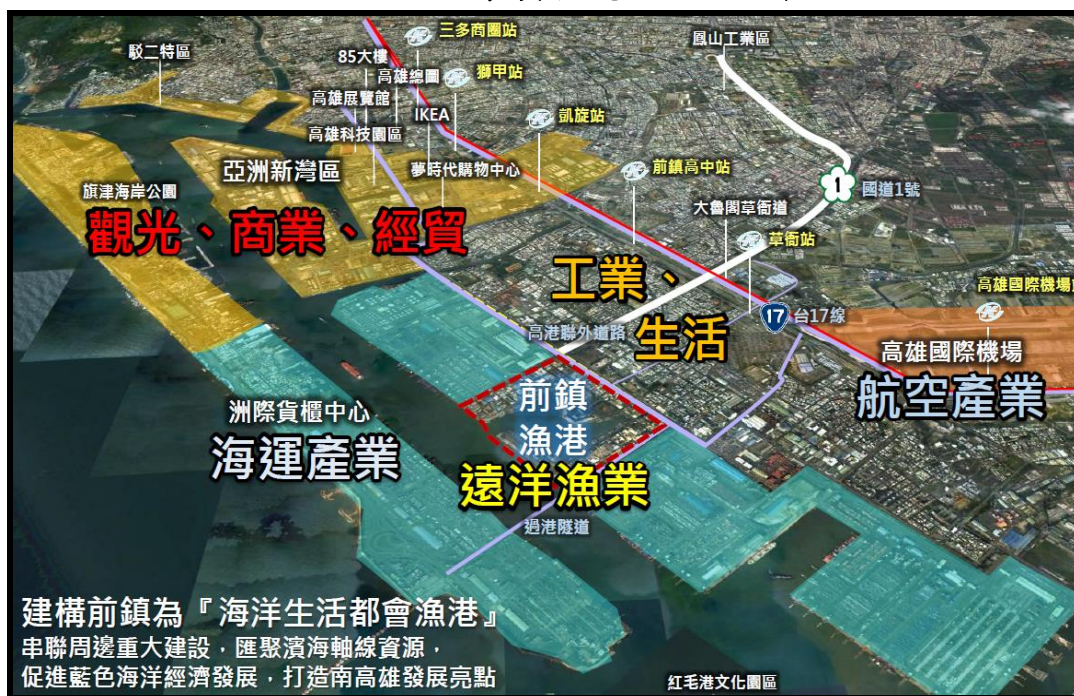 三多商圈站
鳳山工業區
駁二特區
85大樓
高雄總圖
獅甲站
高雄展覽館
IKEA
凱旋站
高雄科技園區
亞洲新灣區
夢時代購物中心
前鎮高中站
旗津海岸公園
1
國道1號
大魯閣草衙道
觀光、商業、經貿
草衙站
工業、
生活
高雄國際機場
17
台17線
高港聯外道路
高雄國際機場
航空產業
前鎮
漁港
洲際貨櫃中心
海運產業
遠洋漁業
過港隧道
建構前鎮為『海洋生活都會漁港』
串聯周邊重大建設，匯聚濱海軸線資源，
促進藍色海洋經濟發展，打造南高雄發展亮點
紅毛港文化園區